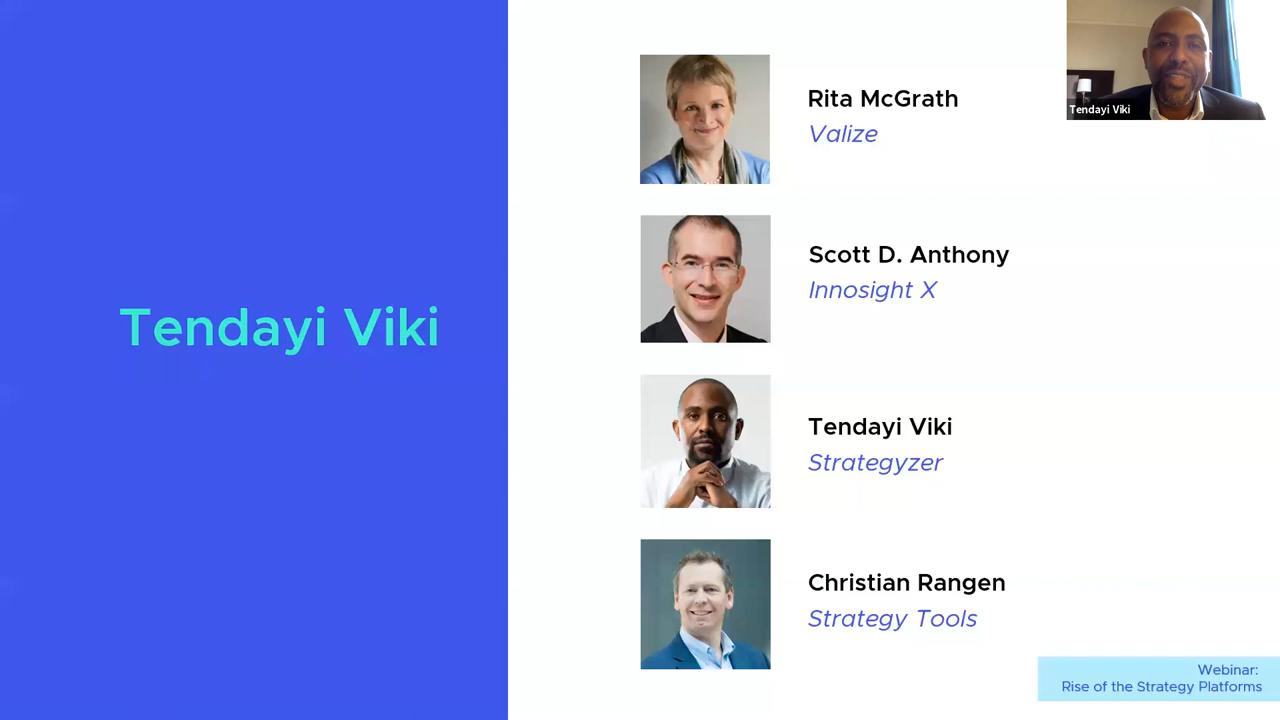 Tendayi Viki
Rita McGrath
Valize
Scott D. Anthony
Innosight X
Tendayi Viki
Strategyzer
Christian Rangen
Strategy Tools
Tendayi Viki
Webinar:
Rise of the Strategy Platforms